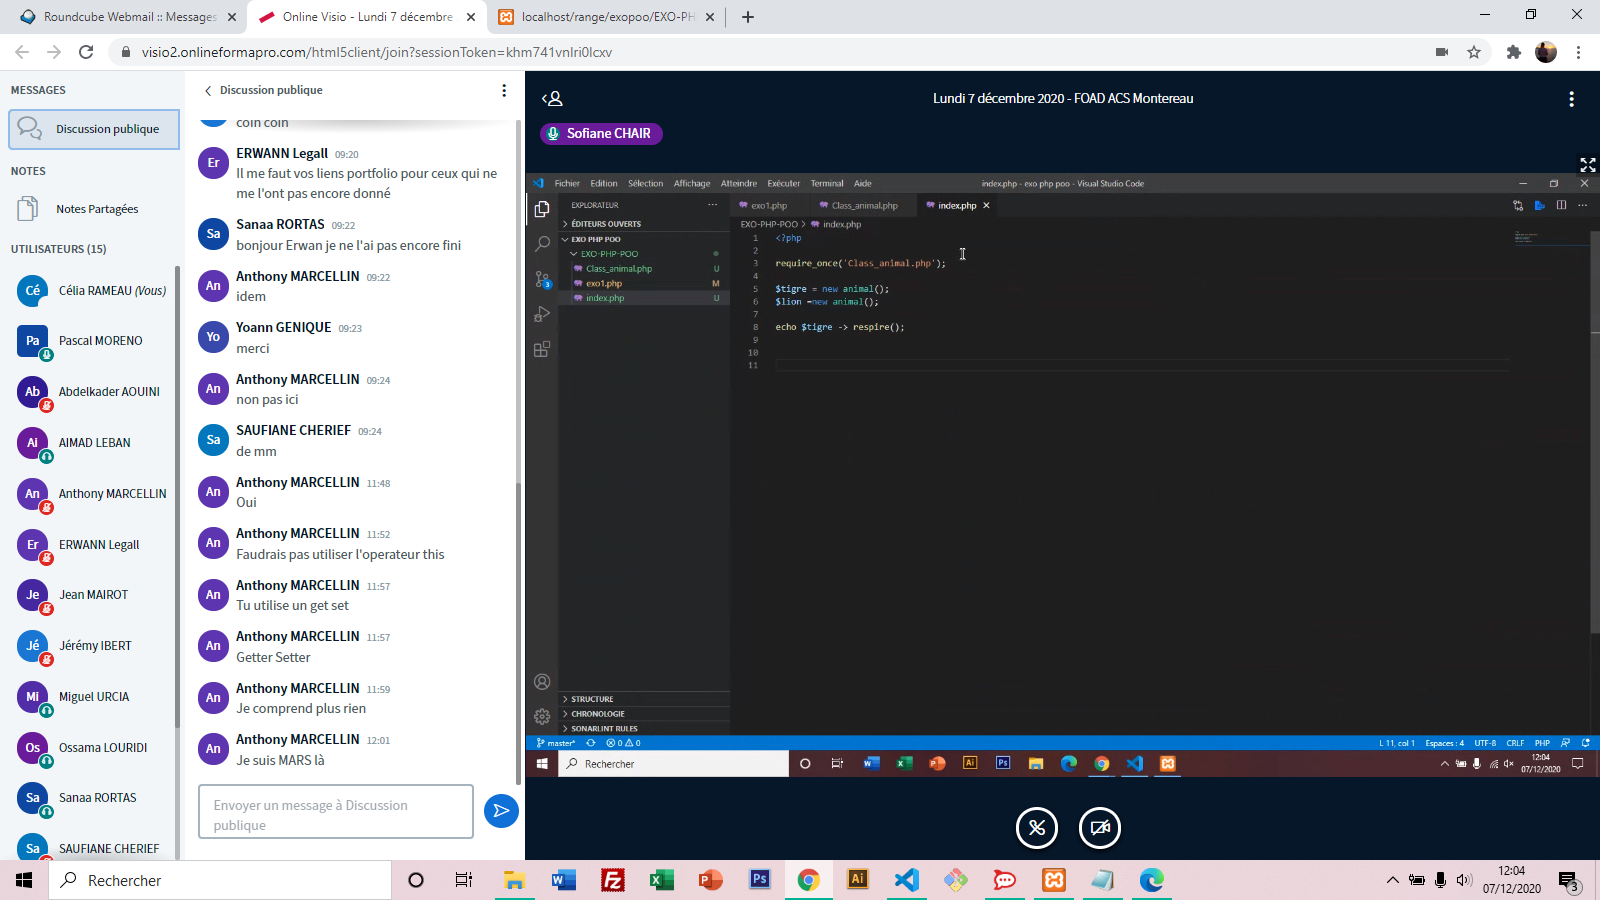 Roundcube Webmail :: Messages
Online Visio - Lundi 7 décembre
localhost/range/exopoo/EXO-PH
visio2.onlineformapro.com/html5client/join?sessionToken=khm741vnlri0lcxv
MESSAGES
Discussion publique
NOTES
Notes Partagées
UTILISATEURS (15)
Cé
Célia RAMEAU (Vous)
Pa
Pascal MORENO
Ab
Abdelkader AOUINI
Ai
AIMAD LEBAN
An
Anthony MARCELLIN
Er
ERWANN Legall
Je
Jean MAIROT
Jé
Jérémy IBERT
Mi
Miguel URCIA
Os
Ossama LOURIDI
Sa
Sanaa RORTAS
Sa
SAUFIANE CHERIEF
Discussion publique
coin coin
Er
ERWANN Legall 09:20
Il me faut vos liens portfolio pour ceux qui ne
me l'ont pas encore donné
Sa
Sanaa RORTAS 09:22
bonjour Erwan je ne l'ai pas encore fini
An
Anthony MARCELLIN 09:22
idem
Yo
Yoann GENIQUE 09:23
merci
An
Anthony MARCELLIN 09:24
non pas ici
Sa
SAUFIANE CHERIEF 09:24
de mm
An
Anthony MARCELLIN 11:48
Oui
An
Anthony MARCELLIN 11:52
Faudrais pas utiliser l'operateur this
An
Anthony MARCELLIN 11:57
Tu utilise un get set
An
Anthony MARCELLIN 11:57
Getter Setter
An
Anthony MARCELLIN 11:59
Je comprend plus rien
An
Anthony MARCELLIN 12:01
Je suis MARS là
Envoyer un message à Discussion
publique
Lundi 7 décembre 2020 - FOAD ACS Montereau
Sofiane CHAIR
Fichier Edition Sélection Affichage Atteindre Exécuter Terminal Aide
index.php - exo php poo - Visual Studio Code
EXPLORATEUR
ÉDITEURS OUVERTS
EXO PHP POO
EXO-PHP-POO
Class_animal.php U
exo1.php M
index.php U
3
STRUCTURE
CHRONOLOGIE
SONARLINT RULES
exo1.php
Class_animal.php
index.php
EXO-PHP-POO > index.php
1 <?php
2
3 require_once('Class_animal.php');
4
5 $tigre = new animal();
6 $lion =new animal();
7
8 echo $tigre -> respire();
9
10
11
master*
0 0
L 11, col 1
Espaces : 4
UTF-8
CRLF
PHP
Rechercher
12:04
07/12/2020
Rechercher
12:04
07/12/2020
3